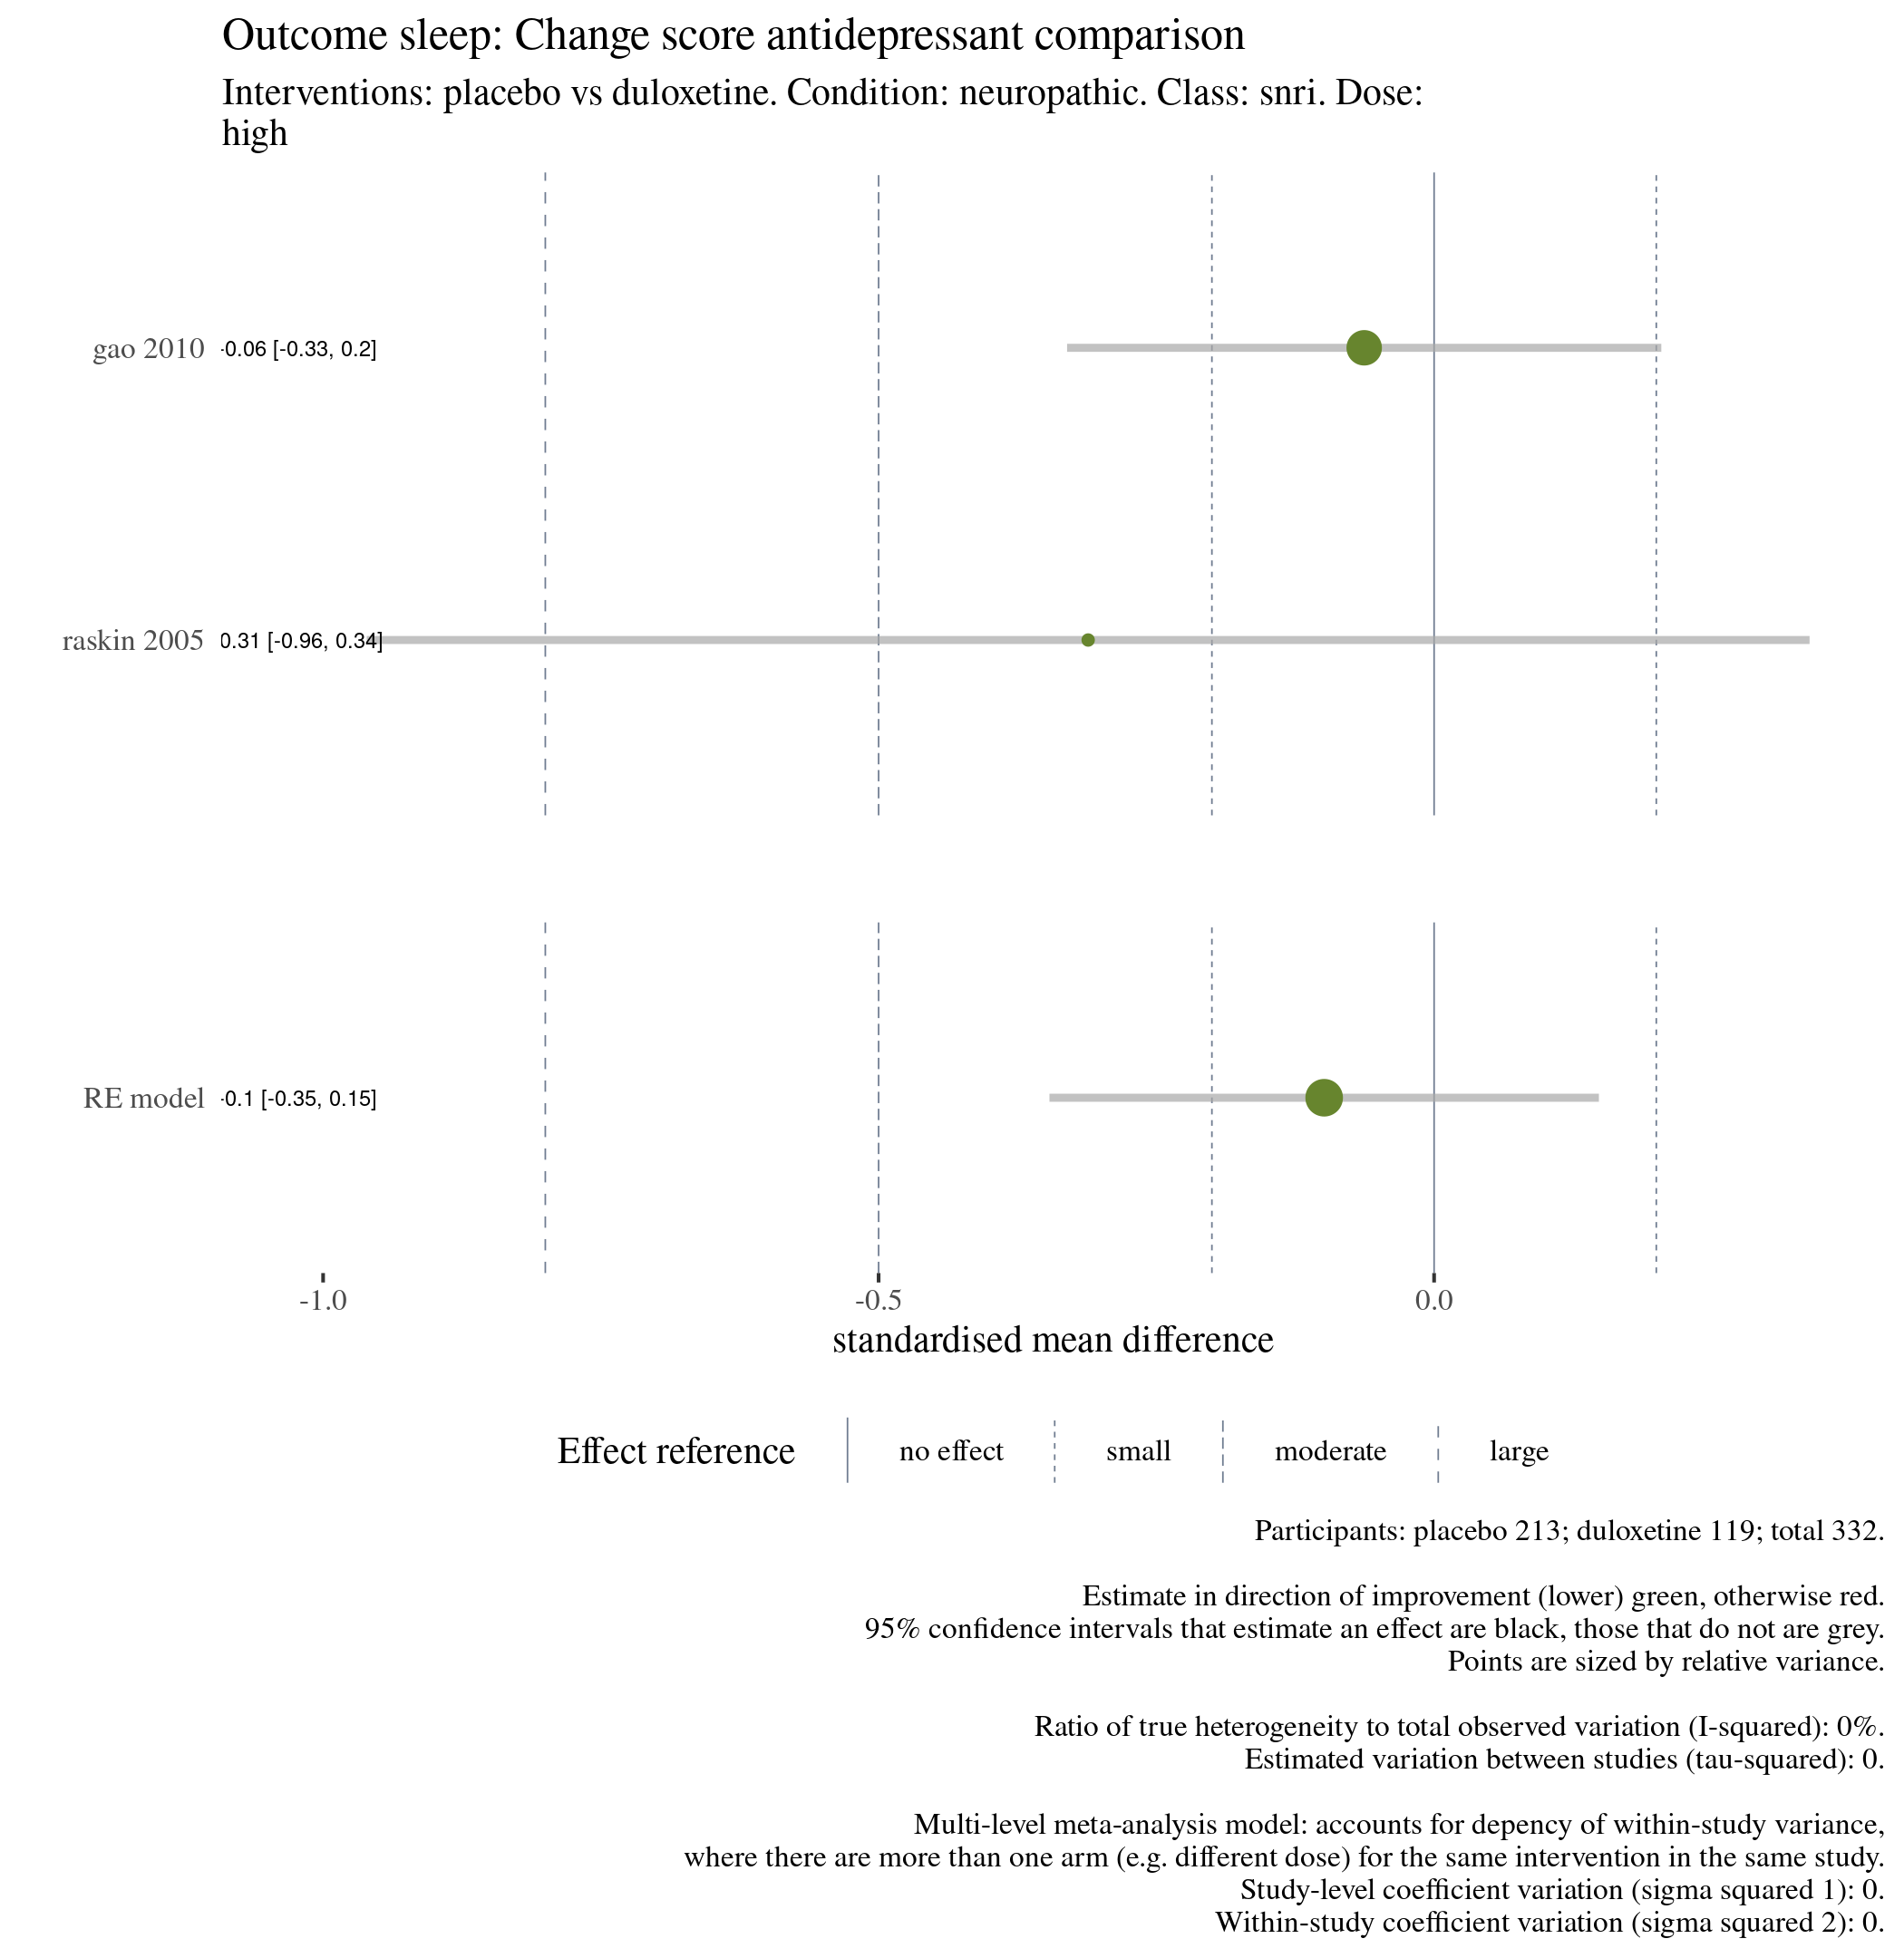 Outcome sleep: Change score antidepressant comparison
Interventions: placebo vs duloxetine. Condition: neuropathic. Class: snri. Dose:
high
gao 2010 -0.06 [-0.33, 0.2]
raskin 2005 0.31 [-0.96, 0.34]
RE model -0.1 [-0.35, 0.15]
-1.0 -0.5 0.0
standardised mean difference
Effect reference no effect small moderate large
Participants: placebo 213; duloxetine 119; total 332.
Estimate in direction of improvement (lower) green, otherwise red.
95% confidence intervals that estimate an effect are black, those that do not are grey.
Points are sized by relative variance.
Ratio of true heterogeneity to total observed variation (I-squared): 0%.
Estimated variation between studies (tau-squared): 0.
Multi-level meta-analysis model: accounts for depency of within-study variance,
where there are more than one arm (e.g. different dose) for the same intervention in the same study.
Study-level coefficient variation (sigma squared 1): 0.
Within-study coefficient variation (sigma squared 2): 0.